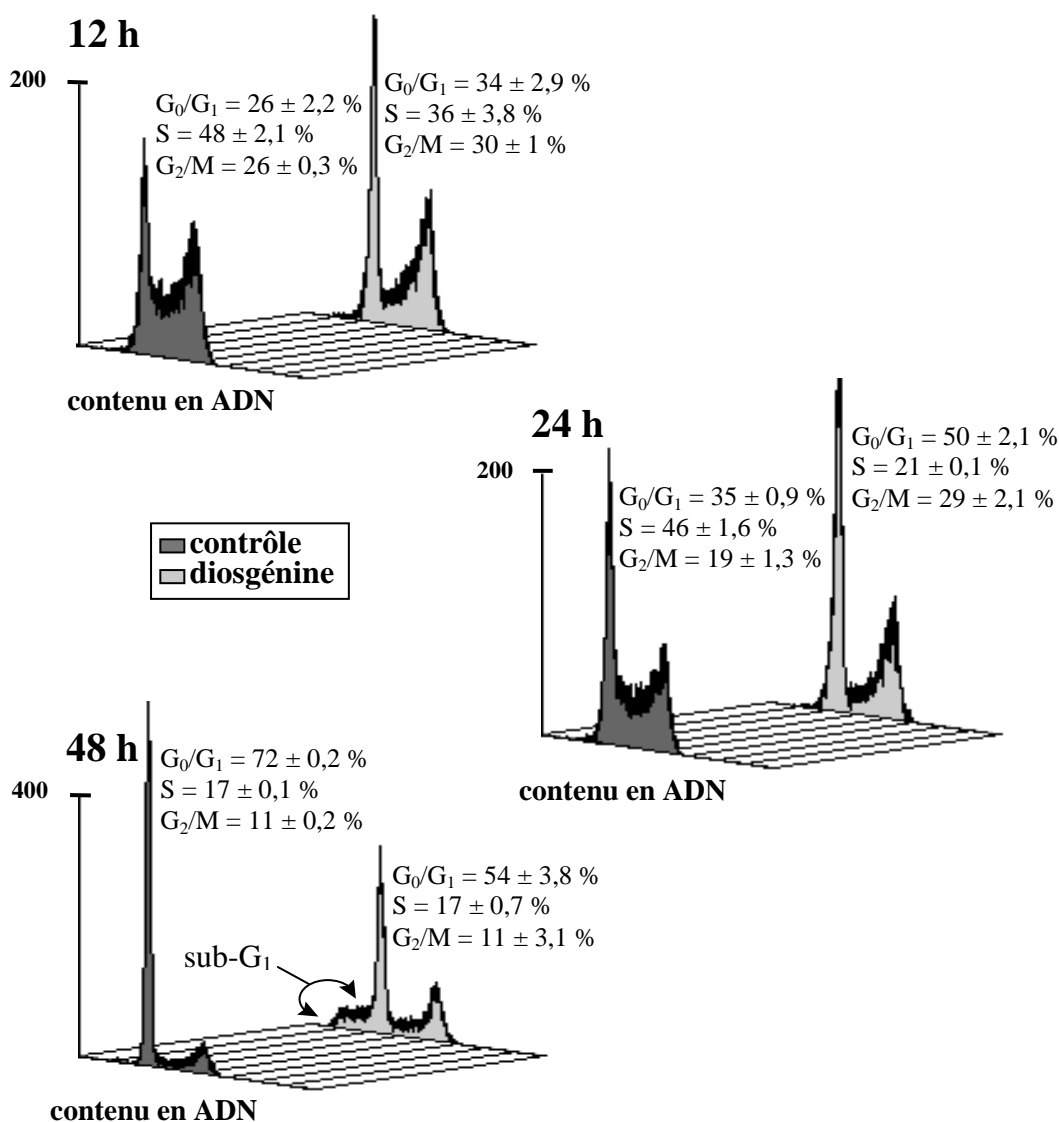 12 h
200
G₀/G₁ = 26 ± 2,2 %
S = 48 ± 2,1 %
G₂/M = 26 ± 0,3 %
G₀/G₁ = 34 ± 2,9 %
S = 36 ± 3,8 %
G₂/M = 30 ± 1 %
contenu en ADN
24 h
200
G₀/G₁ = 35 ± 0,9 %
S = 46 ± 1,6 %
G₂/M = 19 ± 1,3 %
G₀/G₁ = 50 ± 2,1 %
S = 21 ± 0,1 %
G₂/M = 29 ± 2,1 %
contenu en ADN
contrôle
diosgénine
48 h
400
G₀/G₁ = 72 ± 0,2 %
S = 17 ± 0,1 %
G₂/M = 11 ± 0,2 %
G₀/G₁ = 54 ± 3,8 %
S = 17 ± 0,7 %
G₂/M = 11 ± 3,1 %
sub-G₁
contenu en ADN